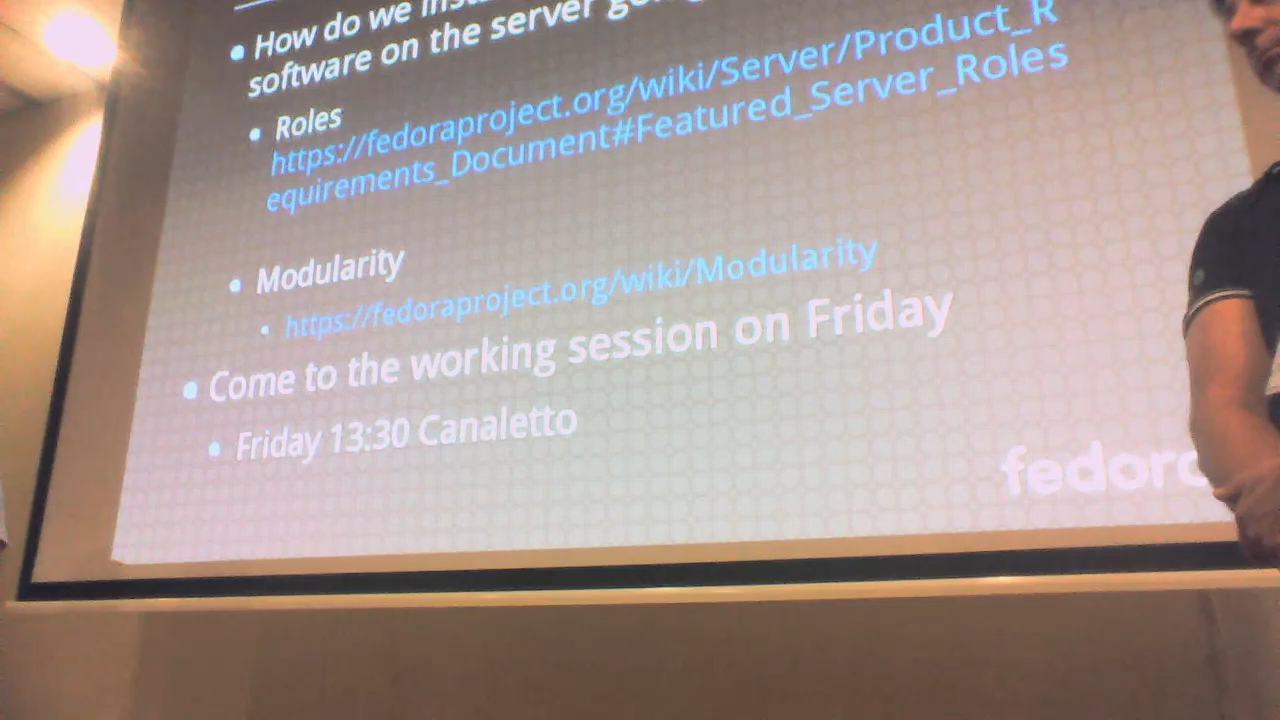 How do we
software on the server
Roles
https://fedoraproject.org/wiki/Server/Product_R
equirements_Document#Featured_Server_Roles
Modularity
https://fedoraproject.org/wiki/Modularity
Come to the working session on Friday
Friday 13:30 Canaletto
fedora